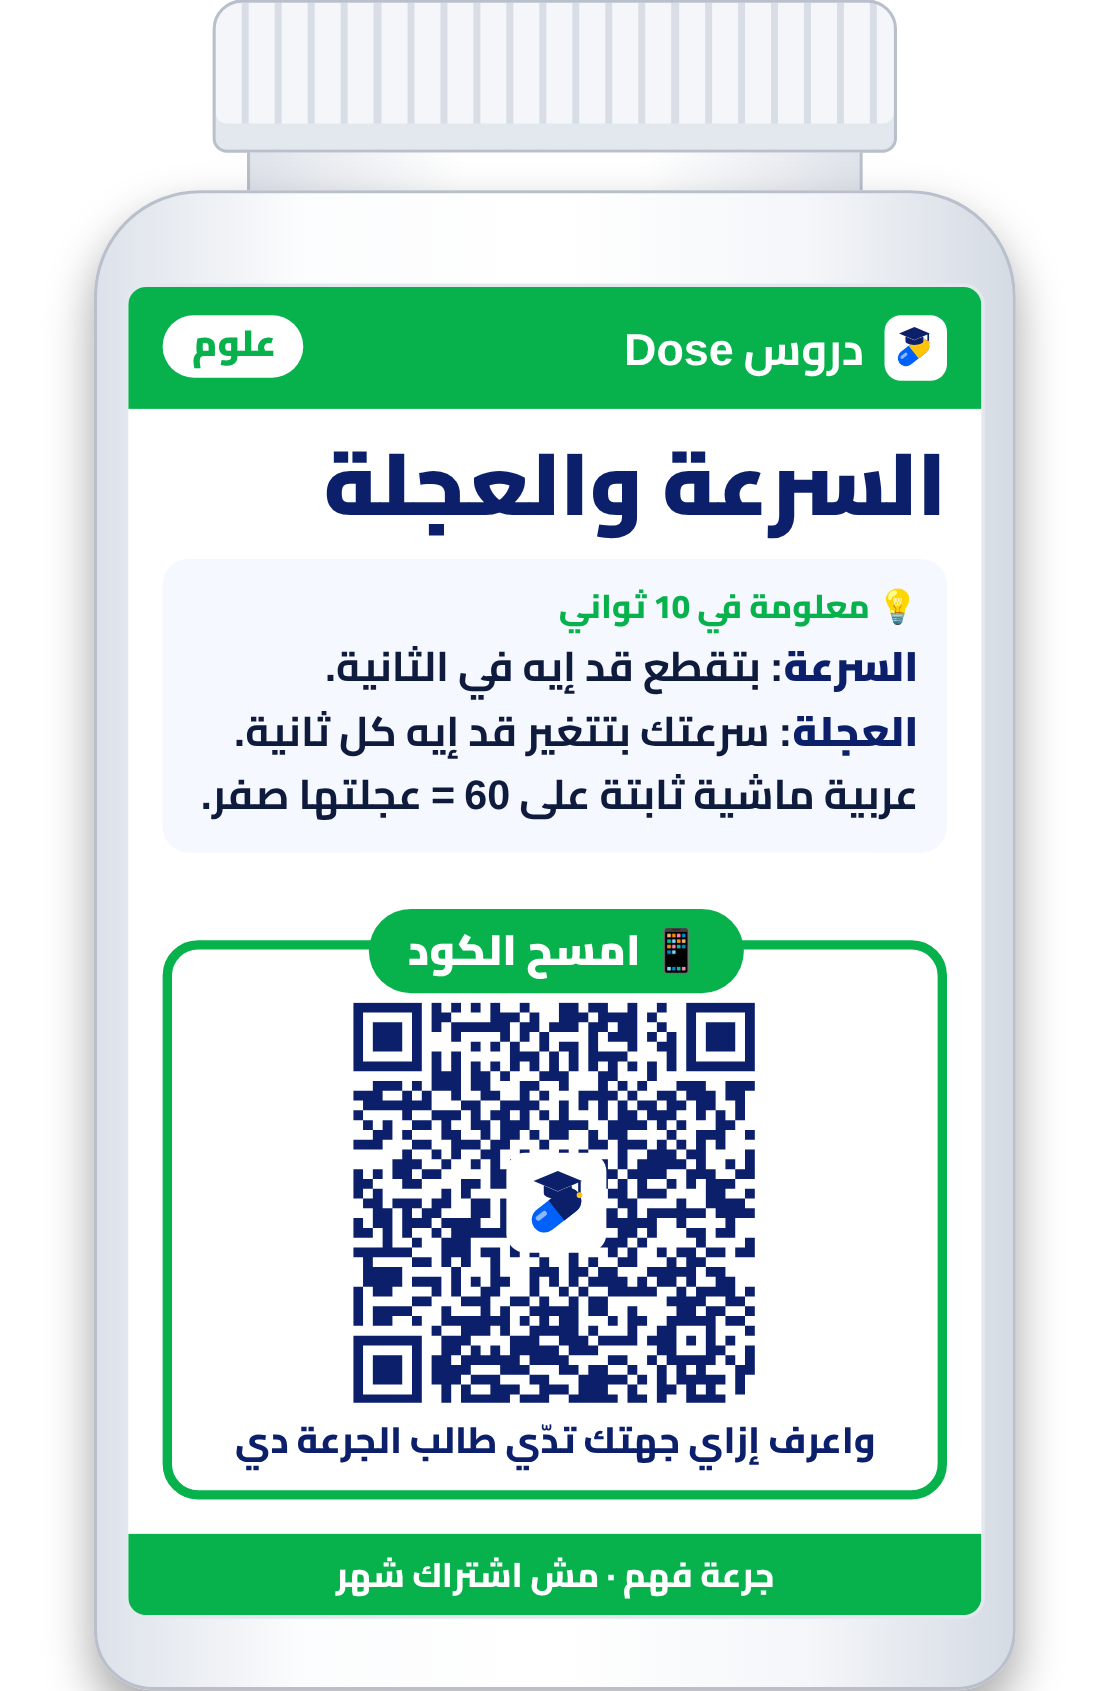 دروس Dose
علوم
السرعة والعجلة
💡 معلومة في 10 ثواني
السرعة: بتقطع قد إيه في الثانية.
العجلة: سرعتك بتتغير قد إيه كل ثانية.
عربية ماشية ثابتة على 60 = عجلتها صفر.
📱 امسح الكود
واعرف إزاي جهتك تدّي طالب الجرعة دي
جرعة فهم · مش اشتراك شهر